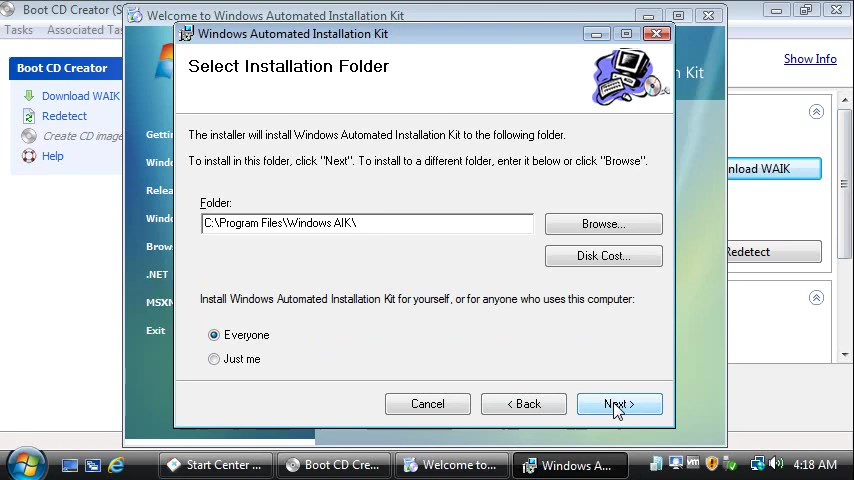 Boot CD Creator (S
Welcome to Windows Automated Installation Kit
Tasks
Associated Ta
Windows Automated Installation Kit
Select Installation Folder
n Kit
Show Info
Boot CD Creator
Download WAIK
Redetect
Create CD image
Help
Getti
Windo
Relea
Windo
Brow
.NET
MSXM
Exit
The installer will install Windows Automated Installation Kit to the following folder.
To install in this folder, click "Next". To install to a different folder, enter it below or click "Browse".
Folder:
C:\Program Files\Windows AIK\
Browse...
Disk Cost...
Install Windows Automated Installation Kit for yourself, or for anyone who uses this computer:
Everyone
Just me
Cancel
< Back
Next >
nload WAIK
Redetect
Start Center ...
Boot CD Cre...
Welcome to...
Windows A...
vm
4:18 AM